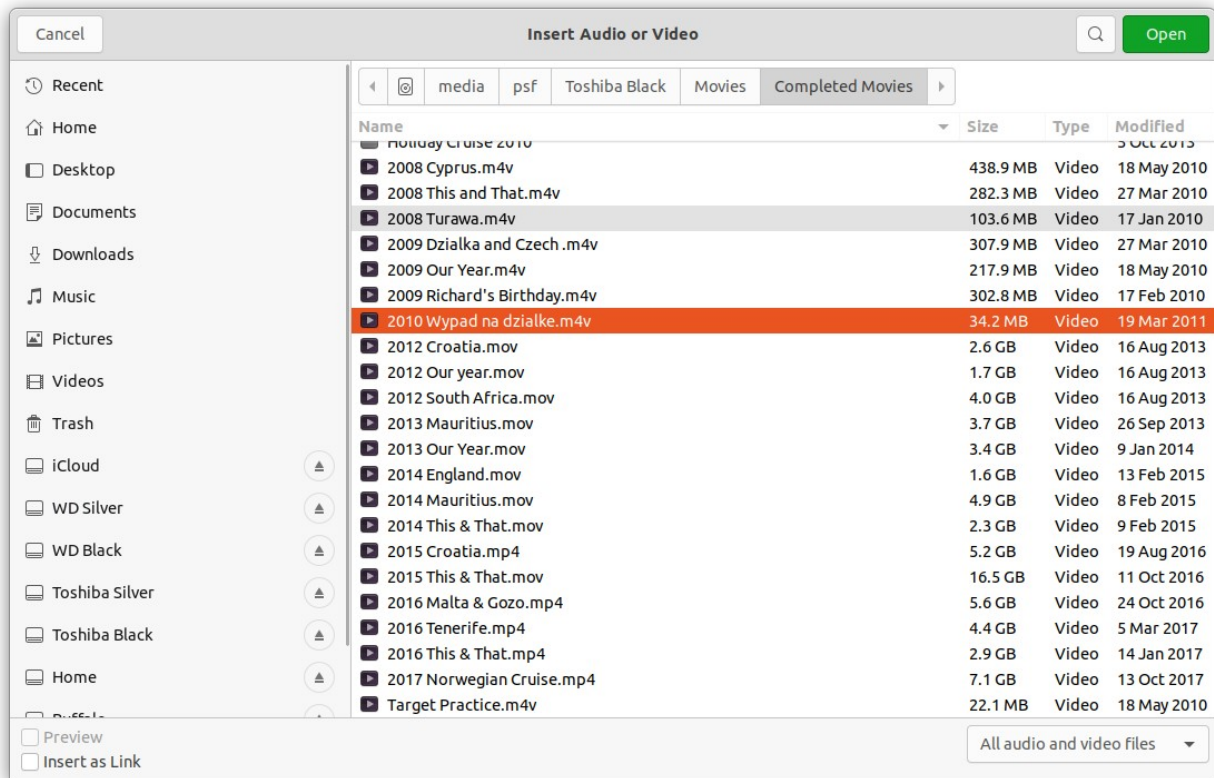 Cancel
Insert Audio or Video
Open
Recent
Home
Desktop
Documents
Downloads
Music
Pictures
Videos
Trash
iCloud
WD Silver
WD Black
Toshiba Silver
Toshiba Black
Home
Buffalo
media psf Toshiba Black Movies Completed Movies
Name Size Type Modified
Holiday Cruise 2010 3 Oct 2013
2008 Cyprus.m4v 438.9 MB Video 18 May 2010
2008 This and That.m4v 282.3 MB Video 27 Mar 2010
2008 Turawa.m4v 103.6 MB Video 17 Jan 2010
2009 Dzialka and Czech .m4v 307.9 MB Video 27 Mar 2010
2009 Our Year.m4v 217.9 MB Video 18 May 2010
2009 Richard's Birthday.m4v 302.8 MB Video 17 Feb 2010
2010 Wypad na dzialke.m4v 34.2 MB Video 19 Mar 2011
2012 Croatia.mov 2.6 GB Video 16 Aug 2013
2012 Our year.mov 1.7 GB Video 16 Aug 2013
2012 South Africa.mov 4.0 GB Video 16 Aug 2013
2013 Mauritius.mov 3.7 GB Video 26 Sep 2013
2013 Our Year.mov 3.4 GB Video 9 Jan 2014
2014 England.mov 1.6 GB Video 13 Feb 2015
2014 Mauritius.mov 4.9 GB Video 8 Feb 2015
2014 This & That.mov 2.3 GB Video 9 Feb 2015
2015 Croatia.mp4 5.2 GB Video 19 Aug 2016
2015 This & That.mov 16.5 GB Video 11 Oct 2016
2016 Malta & Gozo.mp4 5.6 GB Video 24 Oct 2016
2016 Tenerife.mp4 4.4 GB Video 5 Mar 2017
2016 This & That.mp4 2.9 GB Video 14 Jan 2017
2017 Norwegian Cruise.mp4 7.1 GB Video 13 Oct 2017
Target Practice.m4v 22.1 MB Video 18 May 2010
Preview
Insert as Link
All audio and video files